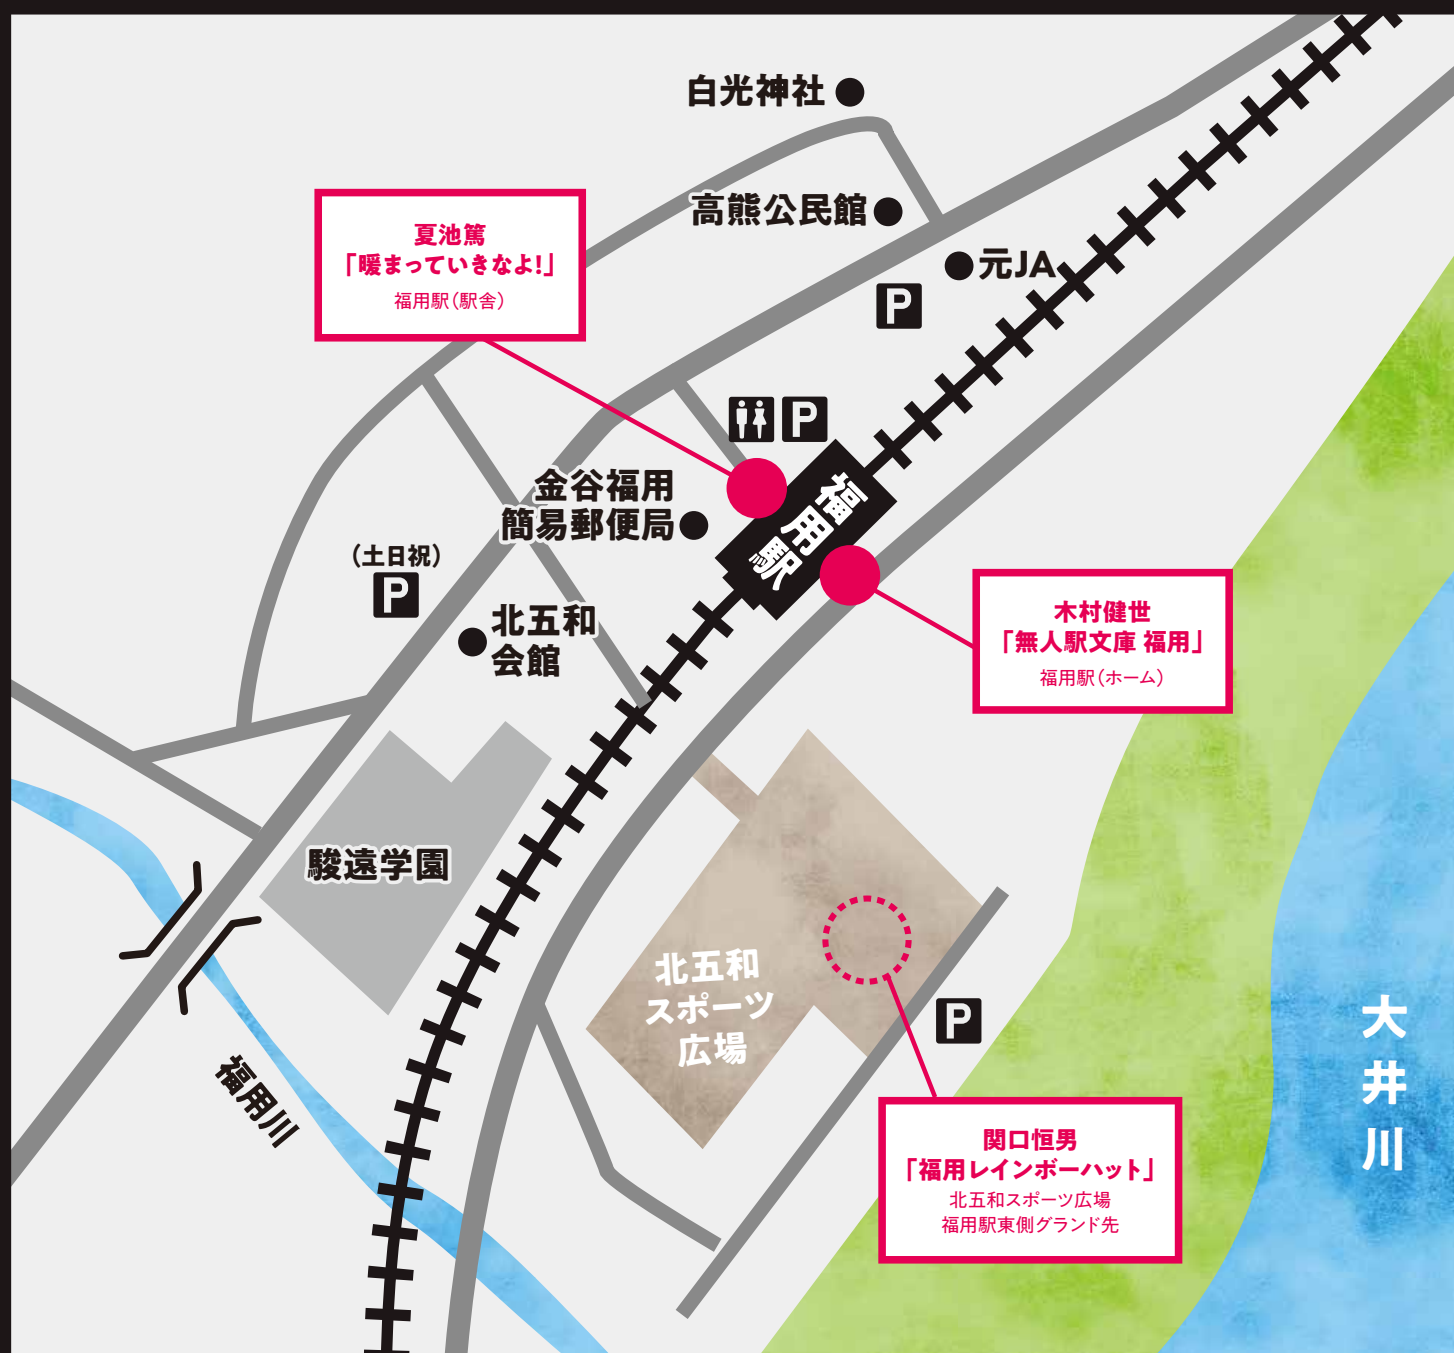 白光神社
高熊公民館
元JA
P
夏池篤
「暖まっていきなよ!」
福用駅（駅舎）
P
金谷福用
簡易郵便局
福用駅
（土日祝）
P
北五和
会館
木村健世
「無人駅文庫 福用」
福用駅（ホーム）
駿遠学園
北五和
スポーツ
広場
P
大井川
福用川
関口恒男
「福用レインボーハット」
北五和スポーツ広場
福用駅東側グランド先